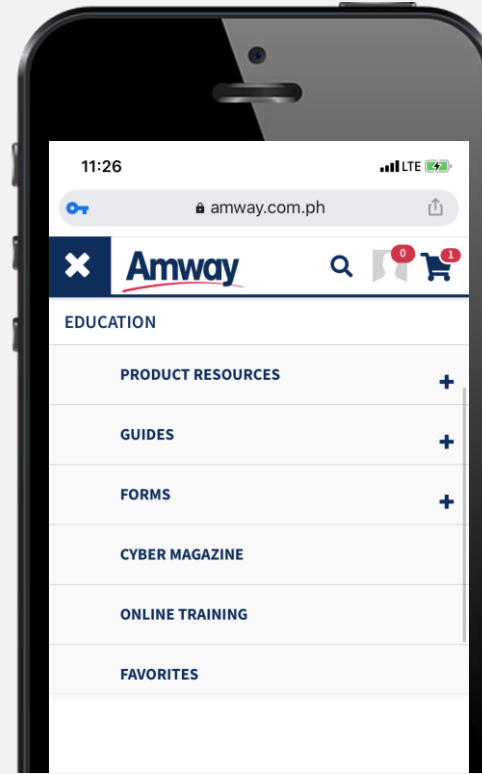 11:26 LTE
amway.com.ph
Amway 0 1
EDUCATION
PRODUCT RESOURCES
GUIDES
FORMS
CYBER MAGAZINE
ONLINE TRAINING
FAVORITES